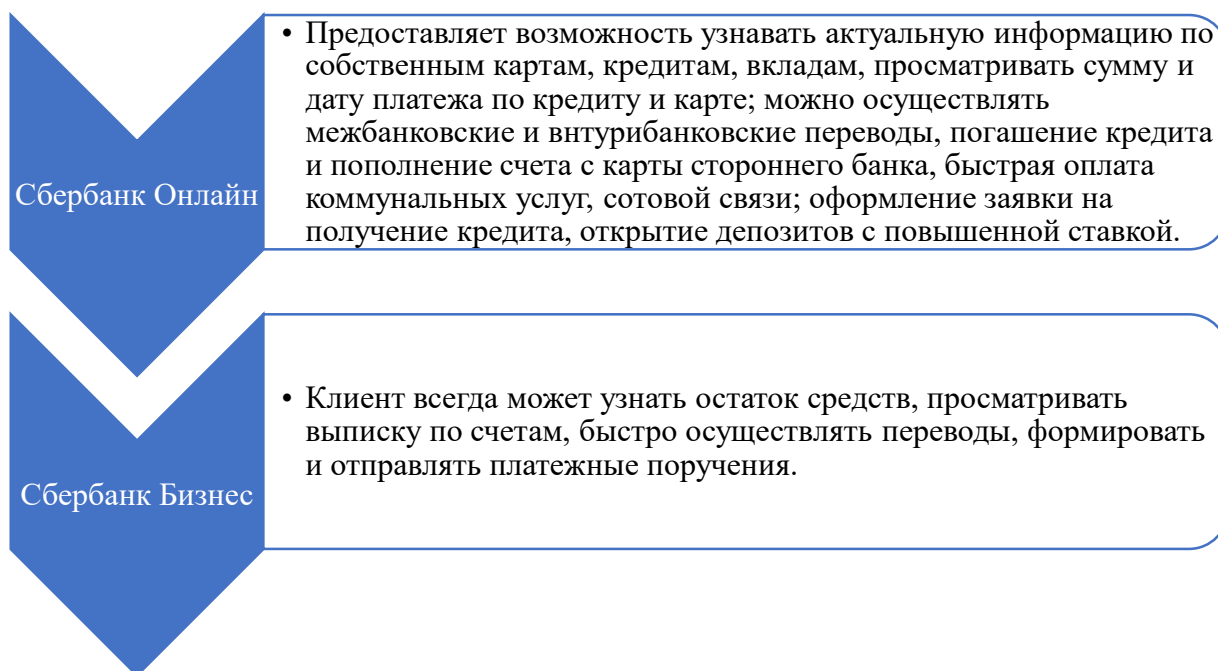 Сбербанк Онлайн
• Предоставляет возможность узнавать актуальную информацию по
собственным картам, кредитам, вкладам, просматривать сумму и
дату платежа по кредиту и карте; можно осуществлять
межбанковские и внтурибанковские переводы, погашение кредита
и пополнение счета с карты стороннего банка, быстрая оплата
коммунальных услуг, сотовой связи; оформление заявки на
получение кредита, открытие депозитов с повышенной ставкой.
Сбербанк Бизнес
• Клиент всегда может узнать остаток средств, просматривать
выписку по счетам, быстро осуществлять переводы, формировать
и отправлять платежные поручения.